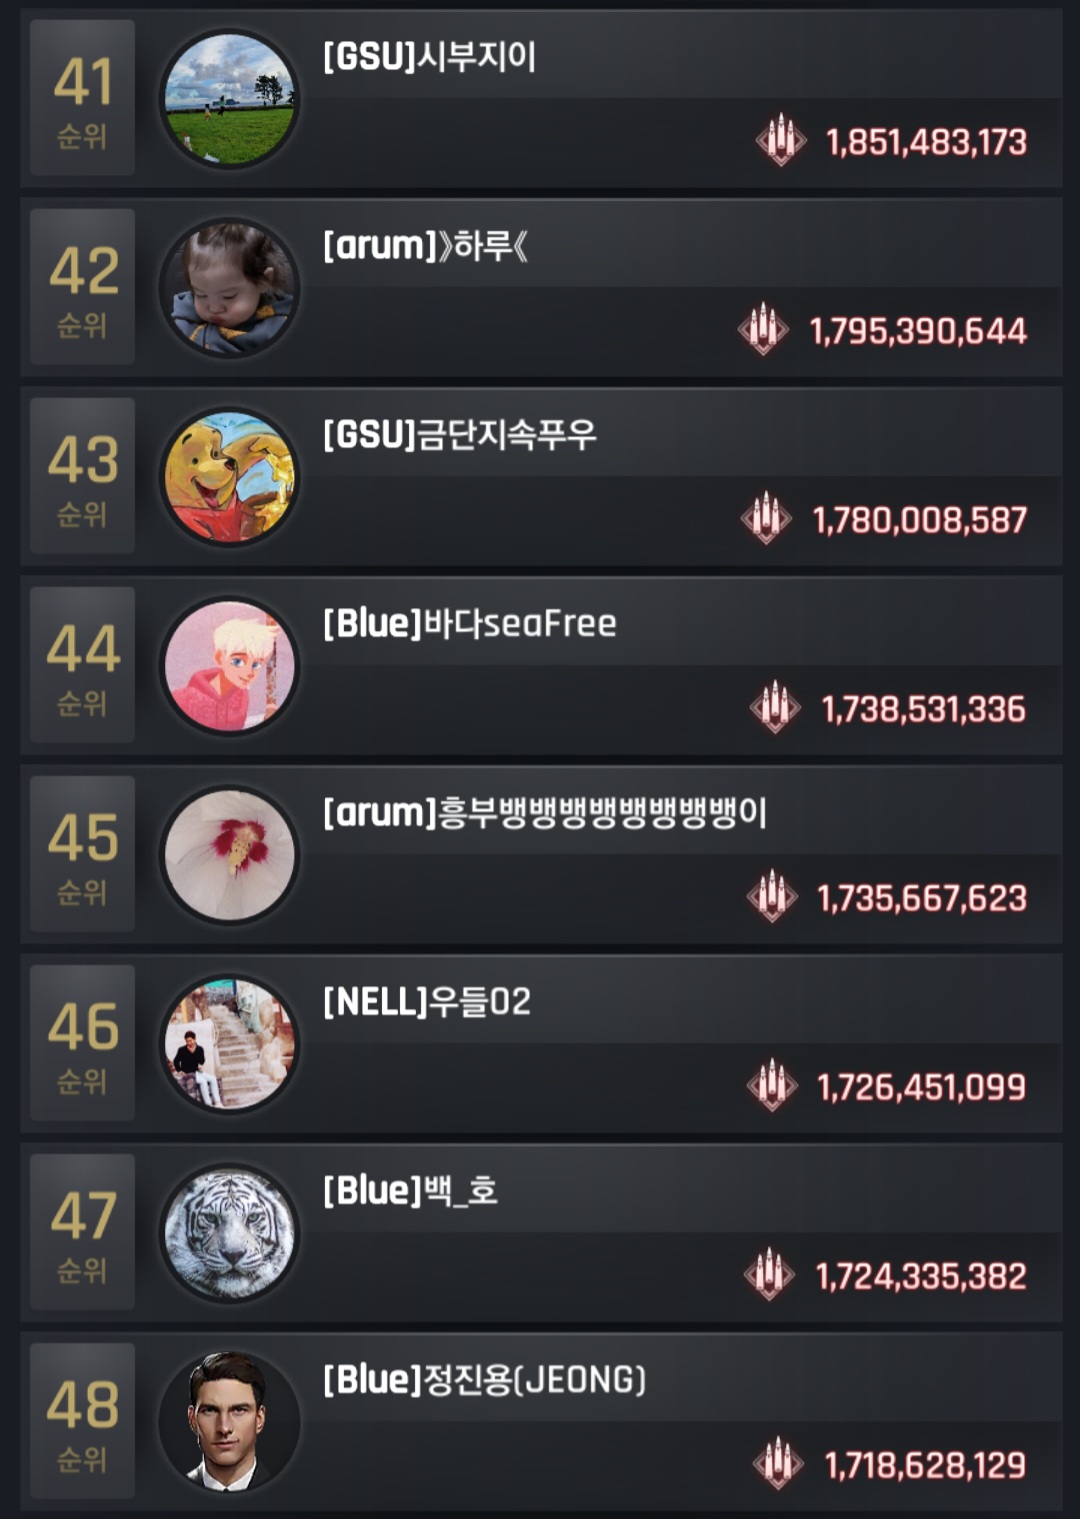 41
순위
[GSU]시부지이
1,851,483,173
42
순위
[arum]》하루《
1,795,390,644
43
순위
[GSU]금단지속푸우
1,780,008,587
44
순위
[Blue]바다seaFree
1,738,531,336
45
순위
[arum]흥부뱅뱅뱅뱅뱅뱅뱅뱅이
1,735,667,623
46
순위
[NELL]우들02
1,726,451,099
47
순위
[Blue]백_호
1,724,335,382
48
순위
[Blue]정진용(JEONG)
1,718,628,129